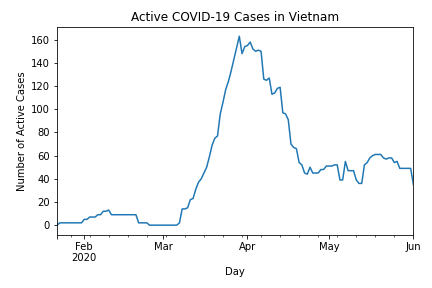 Active COVID-19 Cases in Vietnam
Number of Active Cases
160
140
120
100
80
60
40
20
0
Feb
2020
Mar
Apr
May
Jun
Day